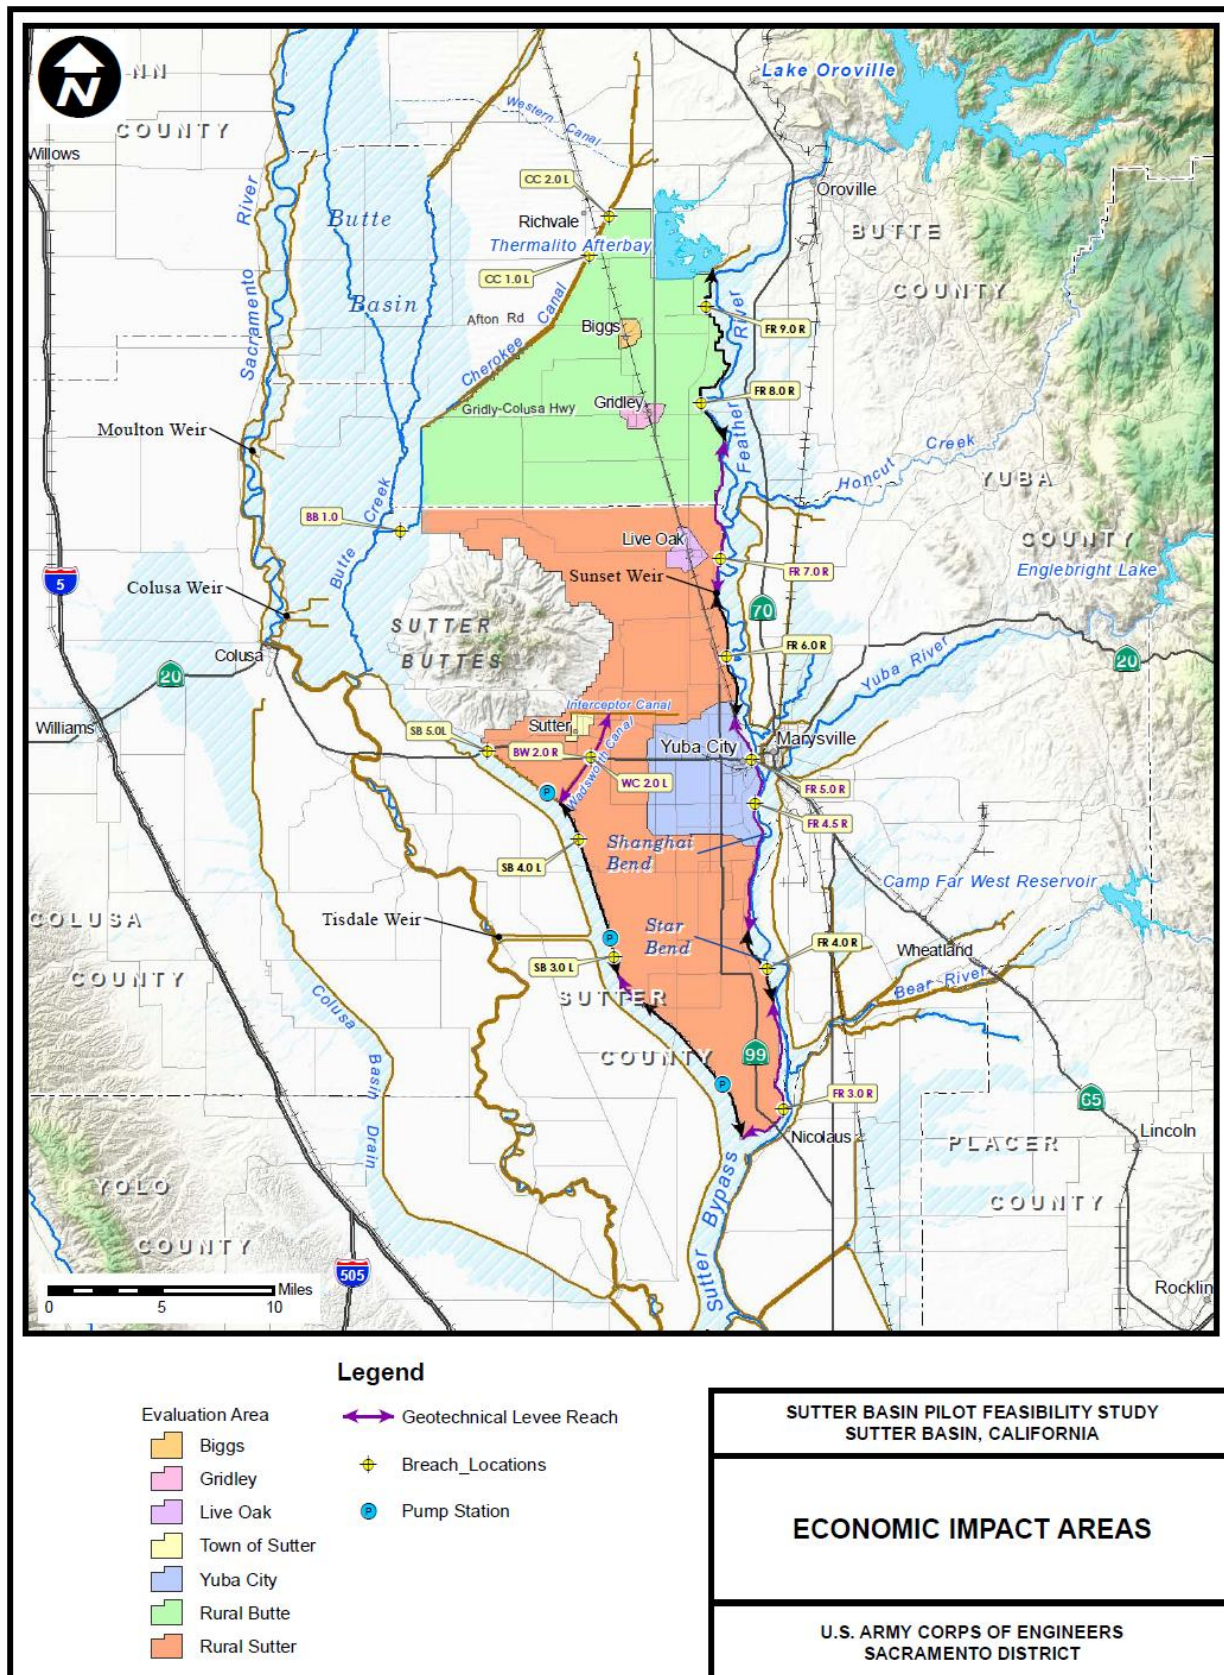 N
NN
COUNTY
Willows
Sacramento River
Butte
Basin
Western Canal
CC 2.0 L
Richvale
Thermalito Afterbay
CC 1.0 L
Cherokee Canal
Afton Rd
Biggs
Gridly-Colusa Hwy
Gridley
Lake Oroville
Oroville
BUTTE
COUNTY
FR 9.0 R
FR 8.0 R
Feather River
Honcut Creek
YUBA
COUNTY
Englebright Lake
Moulton Weir
BB 1.0
Butte Creek
Live Oak
FR 7.0 R
Sunset Weir
5
Colusa Weir
Colusa
20
Williams
SUTTER
BUTTES
70
FR 6.0 R
Yuba River
20
Interceptor Canal
Sutter
Wadsworth Canal
SB 5.0L
BW 2.0 R
WC 2.0 L
Yuba City
Marysville
FR 5.0 R
FR 4.5 R
P
SB 4.0 L
Shanghai
Bend
Camp Far West Reservoir
COLUSA
COUNTY
Tisdale Weir
P
SB 3.0 L
Star
Bend
FR 4.0 R
Wheatland
Bear River
SUTTER
COUNTY
99
P
FR 3.0 R
Nicolaus
65
Lincoln
PLACER
COUNTY
Colusa Basin Drain
YOLO
COUNTY
505
Sutter Bypass
Rocklin
Miles
0 5 10
Legend
Evaluation Area
Biggs
Gridley
Live Oak
Town of Sutter
Yuba City
Rural Butte
Rural Sutter
Geotechnical Levee Reach
Breach_Locations
P Pump Station
SUTTER BASIN PILOT FEASIBILITY STUDY
SUTTER BASIN, CALIFORNIA
ECONOMIC IMPACT AREAS
U.S. ARMY CORPS OF ENGINEERS
SACRAMENTO DISTRICT